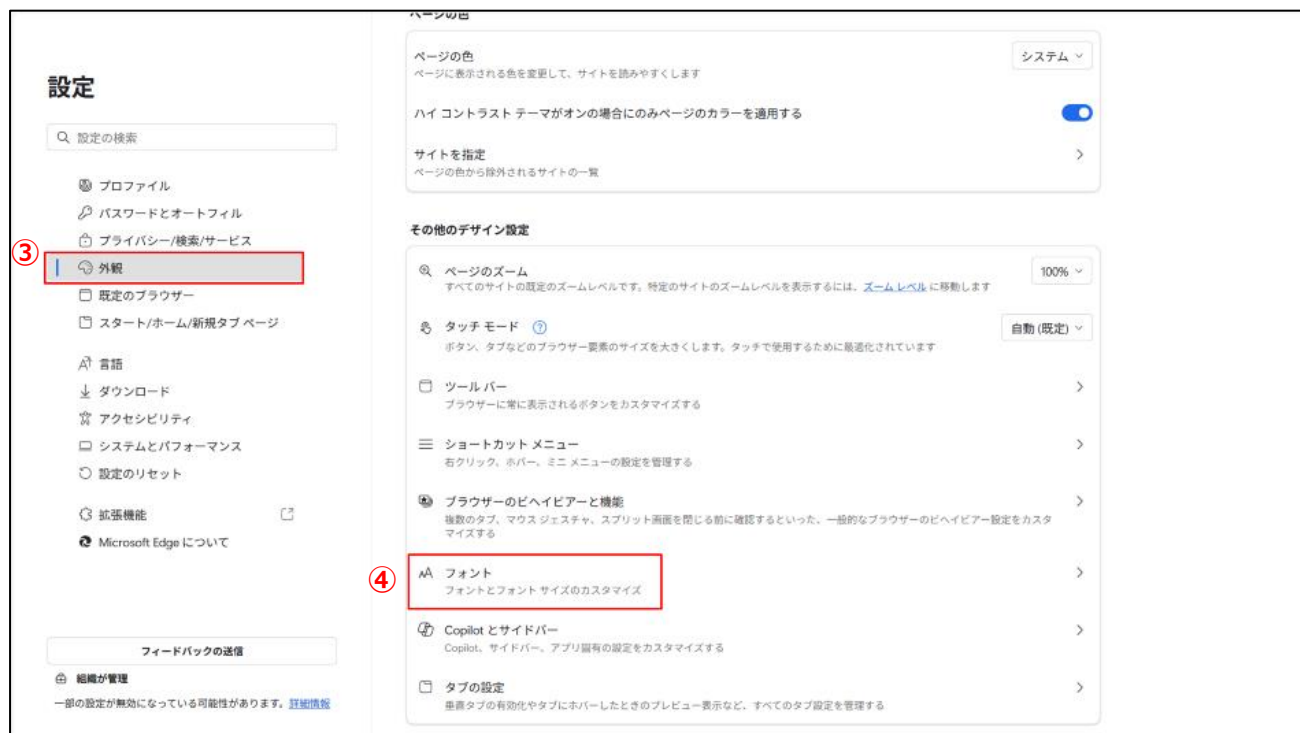 ページの色
設定
設定の検索
プロファイル
パスワードとオートフィル
プライバシー/検索/サービス
③
外観
既定のブラウザー
スタート/ホーム/新規タブ ページ
言語
ダウンロード
アクセシビリティ
システムとパフォーマンス
設定のリセット
拡張機能
Microsoft Edge について
フィードバックの送信
組織が管理
一部の設定が無効になっている可能性があります。詳細情報
ページの色
システム
ページに表示される色を変更して、サイトを読みやすくします
ハイ コントラスト テーマがオンの場合にのみページのカラーを適用する
サイトを指定
ページの色から除外されるサイトの一覧
その他のデザイン設定
ページのズーム
100%
すべてのサイトの既定のズームレベルです。特定のサイトのズームレベルを表示するには、ズーム レベル に移動します
タッチ モード
自動 (既定)
ボタン、タブなどのブラウザー要素のサイズを大きくします。タッチで使用するために最適化されています
ツール バー
ブラウザーに常に表示されるボタンをカスタマイズする
ショートカット メニュー
右クリック、ホバー、ミニ メニューの設定を管理する
ブラウザーのビヘイビアーと機能
複数のタブ、マウス ジェスチャ、スプリット画面を閉じる前に確認するといった、一般的なブラウザーのビヘイビアー設定をカスタ
マイズする
④
フォント
フォントとフォント サイズのカスタマイズ
Copilot とサイドバー
Copilot、サイドバー、アプリ固有の設定をカスタマイズする
タブの設定
垂直タブの有効化やタブにホバーしたときのプレビュー表示など、すべてのタブ設定を管理する